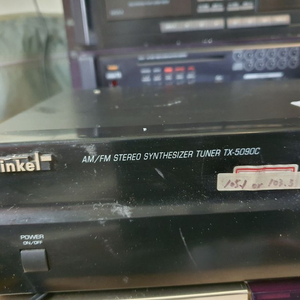 inkel
AM/FM STEREO SYNTHESIZER TUNER TX-5090C
POWER
ON/OFF